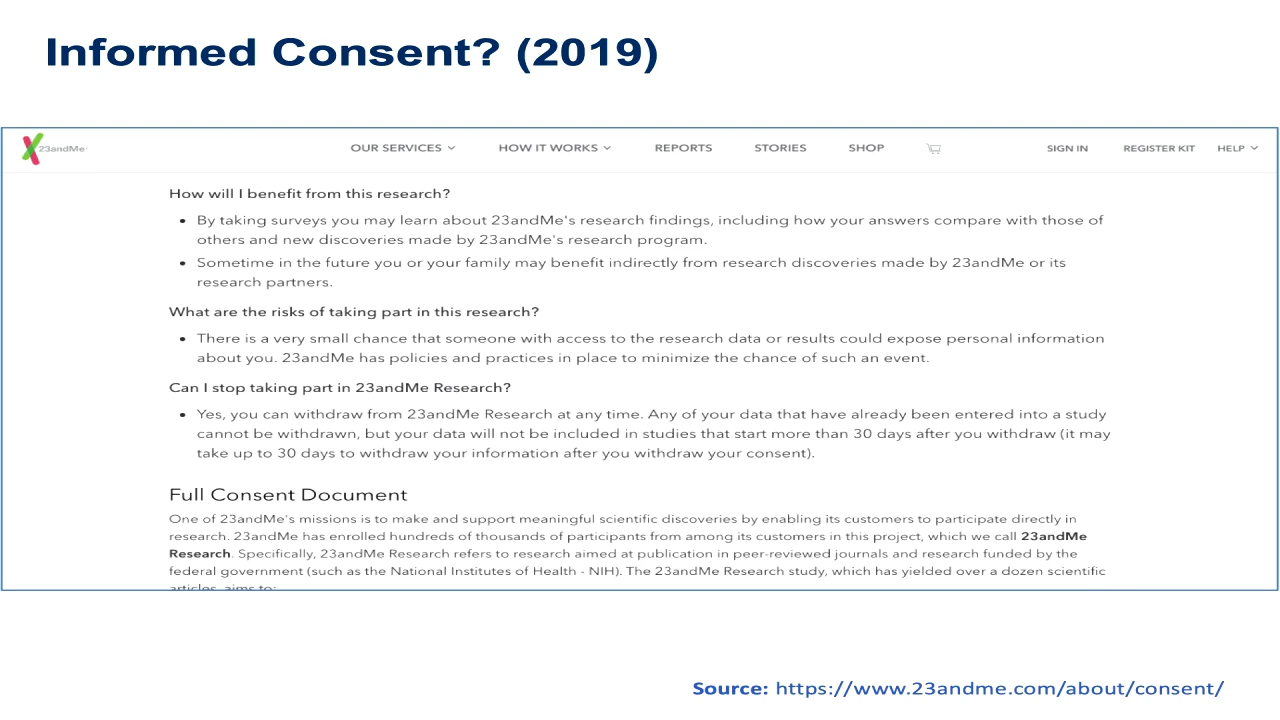 Informed Consent? (2019)
23andMe
OUR SERVICES HOW IT WORKS REPORTS STORIES SHOP SIGN IN REGISTER KIT HELP
How will I benefit from this research?
• By taking surveys you may learn about 23andMe's research findings, including how your answers compare with those of
others and new discoveries made by 23andMe's research program.
• Sometime in the future you or your family may benefit indirectly from research discoveries made by 23andMe or its
research partners.
What are the risks of taking part in this research?
• There is a very small chance that someone with access to the research data or results could expose personal information
about you. 23andMe has policies and practices in place to minimize the chance of such an event.
Can I stop taking part in 23andMe Research?
• Yes, you can withdraw from 23andMe Research at any time. Any of your data that have already been entered into a study
cannot be withdrawn, but your data will not be included in studies that start more than 30 days after you withdraw (it may
take up to 30 days to withdraw your information after you withdraw your consent).
Full Consent Document
One of 23andMe's missions is to make and support meaningful scientific discoveries by enabling its customers to participate directly in
research. 23andMe has enrolled hundreds of thousands of participants from among its customers in this project, which we call 23andMe
Research. Specifically, 23andMe Research refers to research aimed at publication in peer-reviewed journals and research funded by the
federal government (such as the National Institutes of Health - NIH). The 23andMe Research study, which has yielded over a dozen scientific
articles, aims to:
Source: https://www.23andme.com/about/consent/